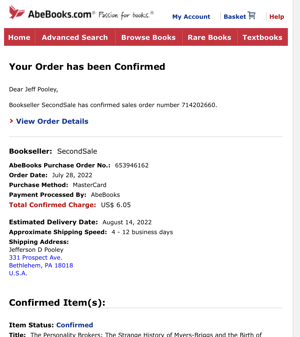 AbeBooks.com® Passion for books.®
My Account
Basket
Help
Home
Advanced Search
Browse Books
Rare Books
Textbooks
Your Order has been Confirmed
Dear Jeff Pooley,
Bookseller SecondSale has confirmed sales order number 714202660.
View Order Details
Bookseller: SecondSale
AbeBooks Purchase Order No.: 653946162
Order Date: July 28, 2022
Purchase Method: MasterCard
Payment Processed By: AbeBooks
Total Confirmed Charge: US$ 6.05
Estimated Delivery Date: August 14, 2022
Approximate Shipping Speed: 4 - 12 business days
Shipping Address:
Jefferson D Pooley
331 Prospect Ave.
Bethlehem, PA 18018
U.S.A.
Confirmed Item(s):
Item Status: Confirmed
Title: The Personality Brokers: The Strange History of Myers-Briggs and the Birth of